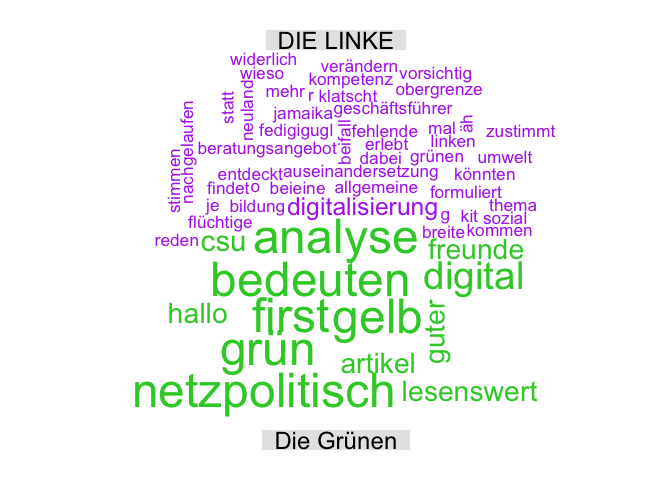 DIE LINKE
widerlich verändern
wieso kompetenz vorsichtig
statt neuland mehr r klatscht obergrenze
jamaika geschäftsführer
nachgelaufen fedigigugl beifall fehlende mal äh zustimmt
beratungsangebot erlebt linken
stimmen dabei grünen umwelt
entdeckt auseinandersetzung könnten
findet o beieine allgemeine formuliert
je bildung digitalisierung g kit sozial thema
flüchtige breite kommen
reden csu analyse freunde
bedeuten digital
hallo first gelb guter
grün artikel
netzpolitisch lesenswert
Die Grünen